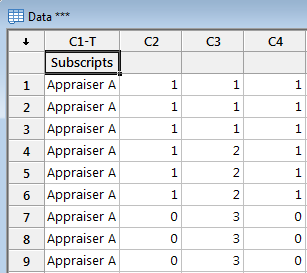 Data ***
C1-T C2 C3 C4
Subscripts
1 Appraiser A 1 1 1
2 Appraiser A 1 1 1
3 Appraiser A 1 1 1
4 Appraiser A 1 2 1
5 Appraiser A 1 2 1
6 Appraiser A 1 2 1
7 Appraiser A 0 3 0
8 Appraiser A 0 3 0
9 Appraiser A 0 3 0